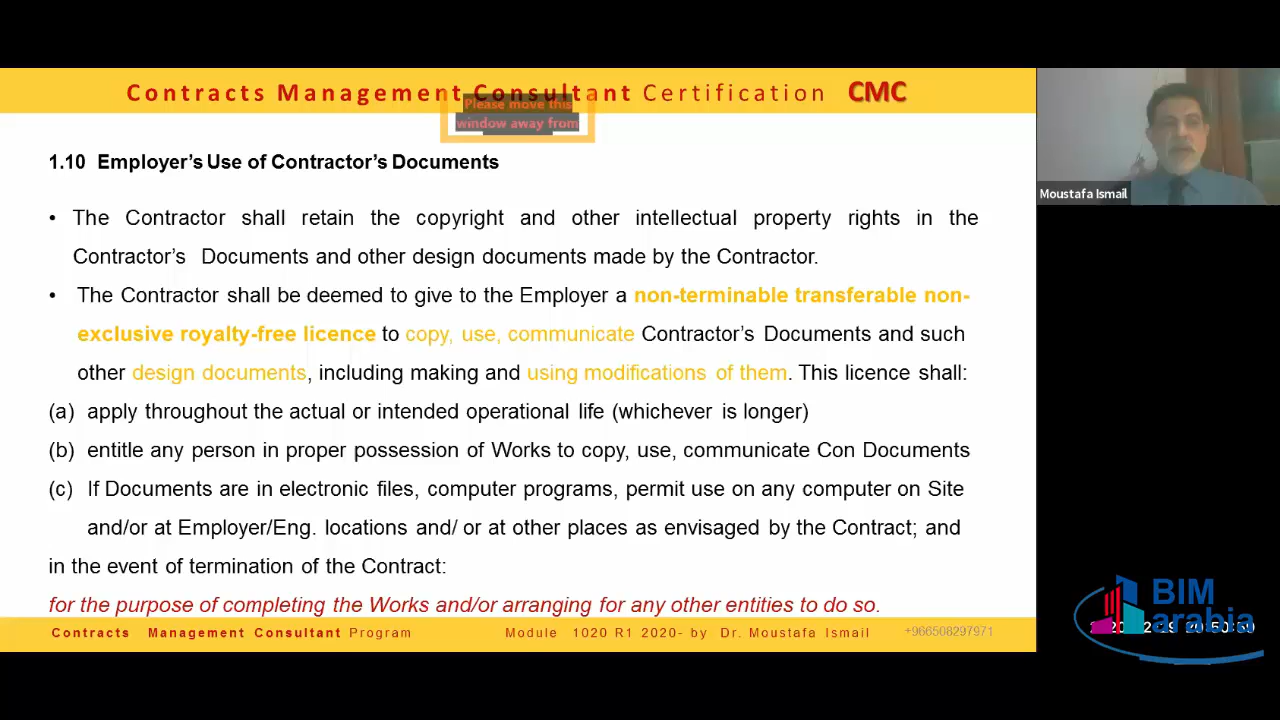 Contracts Management Consultant Certification CMC
Please move this
window away from
1.10 Employer's Use of Contractor's Documents
• The Contractor shall retain the copyright and other intellectual property rights in the
Contractor's Documents and other design documents made by the Contractor.
• The Contractor shall be deemed to give to the Employer a non-terminable transferable non-
exclusive royalty-free licence to copy, use, communicate Contractor's Documents and such
other design documents, including making and using modifications of them. This licence shall:
(a) apply throughout the actual or intended operational life (whichever is longer)
(b) entitle any person in proper possession of Works to copy, use, communicate Con Documents
(c) If Documents are in electronic files, computer programs, permit use on any computer on Site
and/or at Employer/Eng. locations and/ or at other places as envisaged by the Contract; and
in the event of termination of the Contract:
for the purpose of completing the Works and/or arranging for any other entities to do so.
Contracts Management Consultant Program
Module 1020 R1 2020- by Dr. Moustafa Ismail
+966508297971
Moustafa Ismail
BIM
arabia